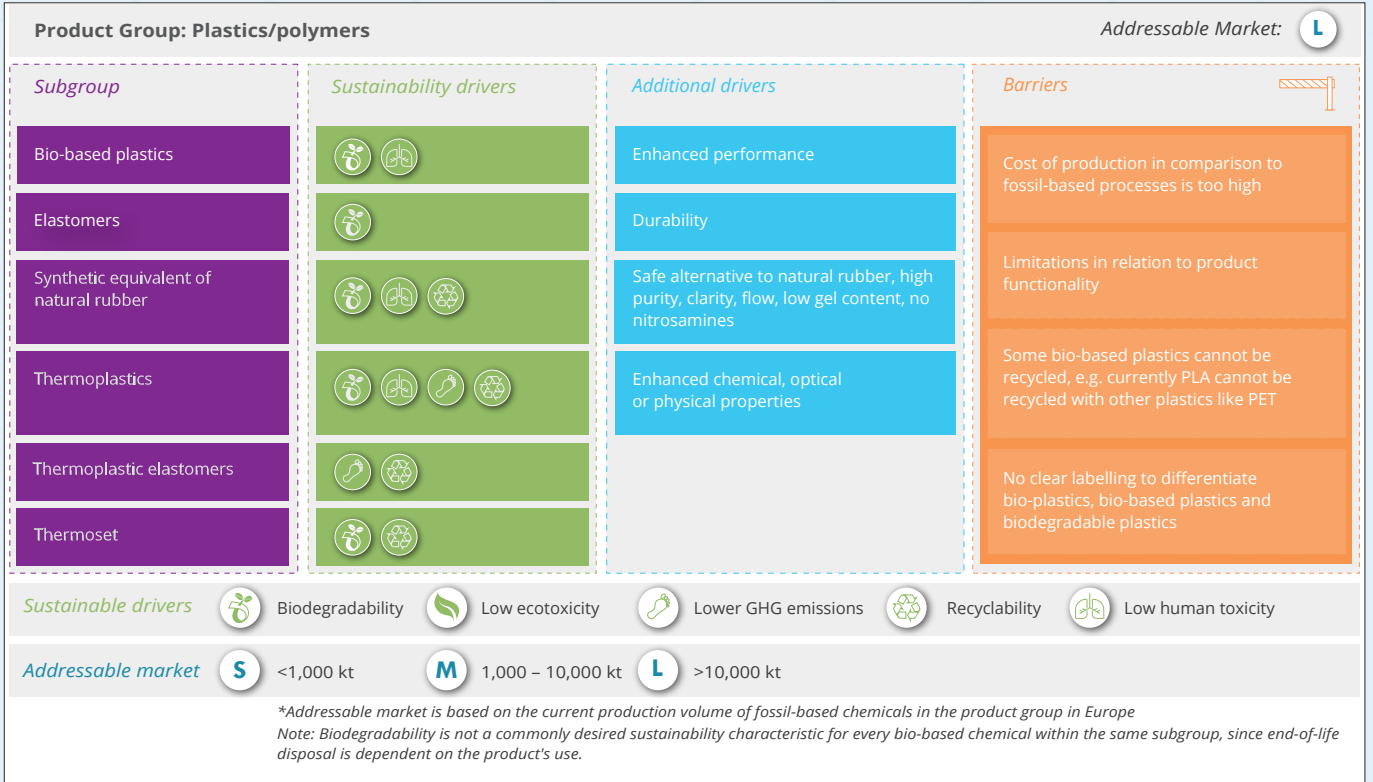 Product Group: Plastics/polymers
Addressable Market:
L
Subgroup
Sustainability drivers
Additional drivers
Barriers
Bio-based plastics
Enhanced performance
Elastomers
Durability
Synthetic equivalent of
natural rubber
Safe alternative to natural rubber, high
purity, clarity, flow, low gel content, no
nitrosamines
Thermoplastics
Enhanced chemical, optical
or physical properties
Thermoplastic elastomers
Thermoset
Cost of production in comparison to
fossil-based processes is too high
Limitations in relation to product
functionality
Some bio-based plastics cannot be
recycled, e.g. currently PLA cannot be
recycled with other plastics like PET
No clear labelling to differentiate
bio-plastics, bio-based plastics and
biodegradable plastics
Sustainable drivers
Biodegradability
Low ecotoxicity
Lower GHG emissions
Recyclability
Low human toxicity
Addressable market
S
<1,000 kt
M
1,000 – 10,000 kt
L
>10,000 kt
*Addressable market is based on the current production volume of fossil-based chemicals in the product group in Europe
Note: Biodegradability is not a commonly desired sustainability characteristic for every bio-based chemical within the same subgroup, since end-of-life
disposal is dependent on the product's use.